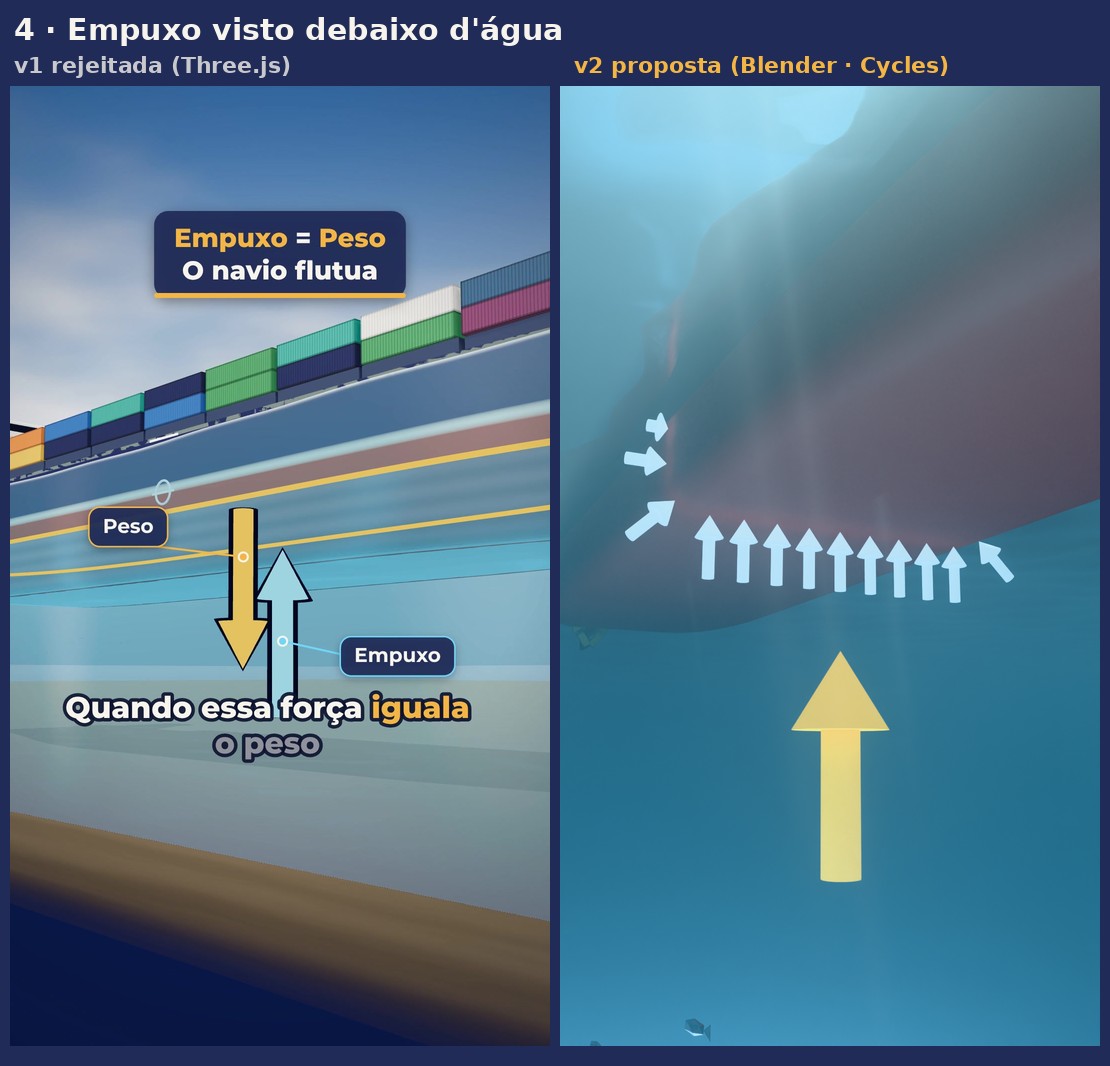 4 · Empuxo visto debaixo d'água
v1 rejeitada (Three.js)
v2 proposta (Blender · Cycles)
Empuxo = Peso
O navio flutua
Peso
Empuxo
Quando essa força iguala
o peso